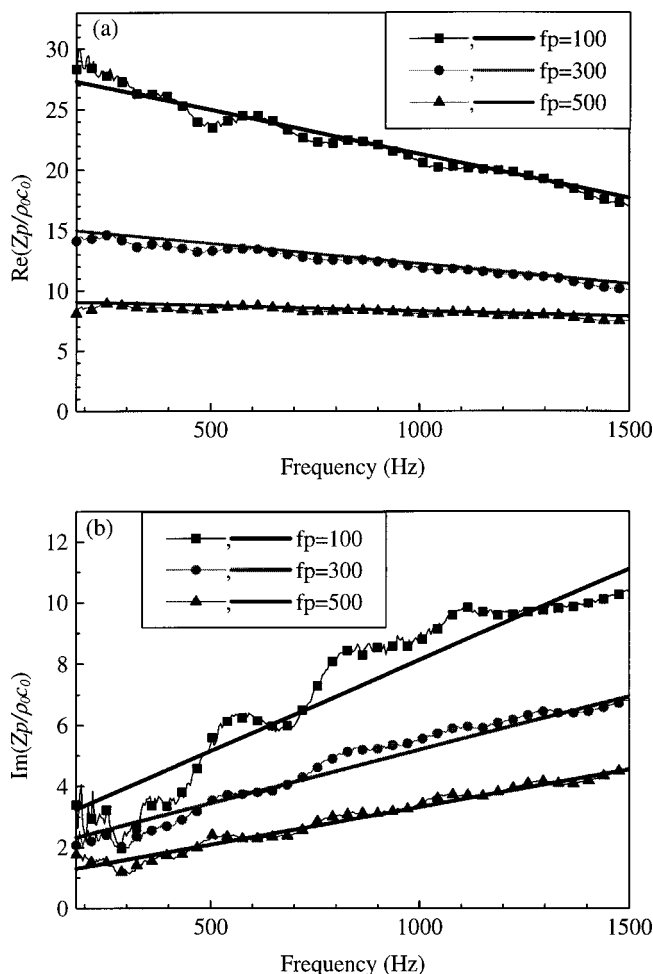 (a)
, fp=100
, fp=300
, fp=500
30
25
20
15
10
5
0
Re(Zp/ρ0c0)
500 1000 1500
Frequency (Hz)
(b)
, fp=100
, fp=300
, fp=500
12
10
8
6
4
2
0
Im(Zp/ρ0c0)
500 1000 1500
Frequency (Hz)